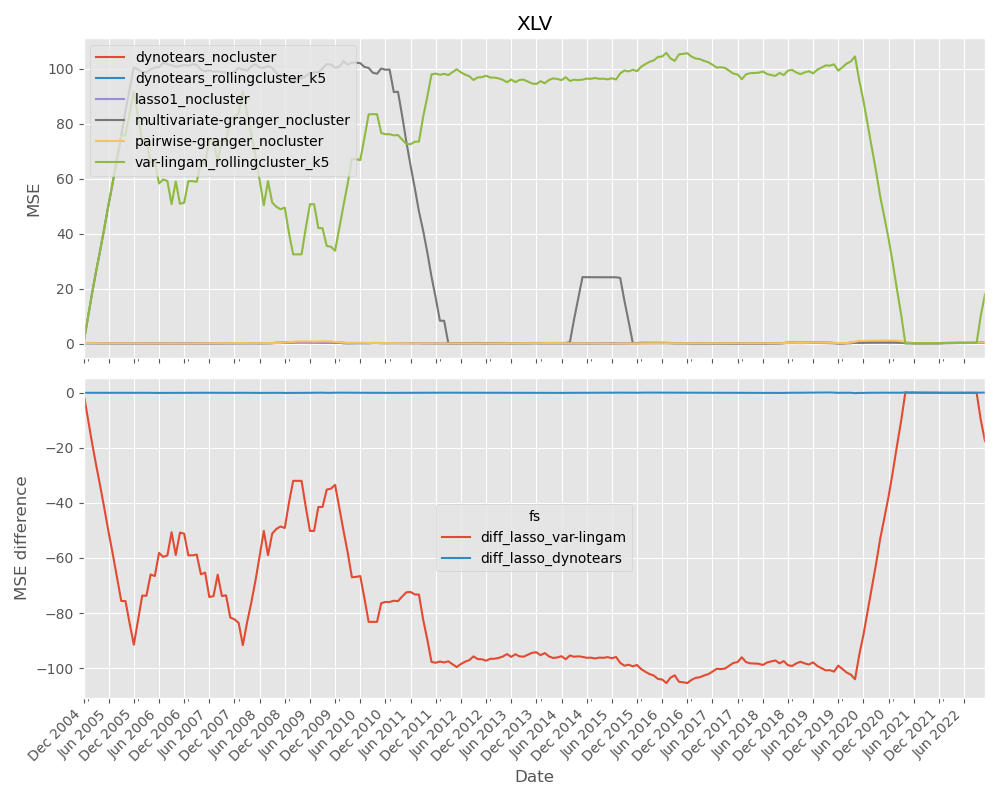 XLV
dynotears_nocluster
dynotears_rollingcluster_k5
lasso1_nocluster
multivariate-granger_nocluster
pairwise-granger_nocluster
var-lingam_rollingcluster_k5
100
80
60
40
20
0
MSE
0
−20
−40
−60
−80
−100
MSE difference
fs
diff_lasso_var-lingam
diff_lasso_dynotears
Dec 2004
Jun 2005
Dec 2005
Jun 2006
Dec 2006
Jun 2007
Dec 2007
Jun 2008
Dec 2008
Jun 2009
Dec 2009
Jun 2010
Dec 2010
Jun 2011
Dec 2011
Jun 2012
Dec 2012
Jun 2013
Dec 2013
Jun 2014
Dec 2014
Jun 2015
Dec 2015
Jun 2016
Dec 2016
Jun 2017
Dec 2017
Jun 2018
Dec 2018
Jun 2019
Dec 2019
Jun 2020
Dec 2020
Jun 2021
Dec 2021
Jun 2022
Date